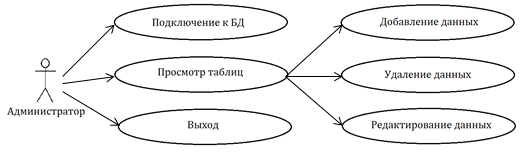 Подключение к БД
Добавление данных
Просмотр таблиц
Удаление данных
Администратор
Выход
Редактирование данных